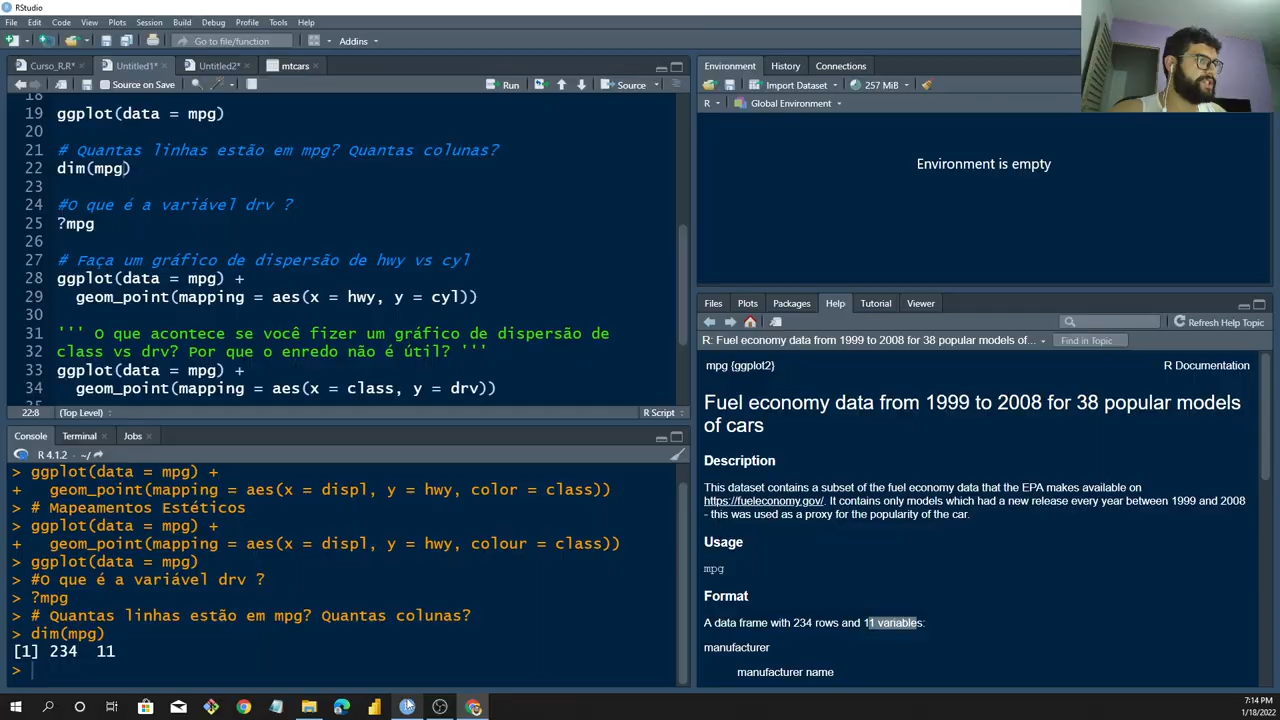 RStudio
File Edit Code View Plots Session Build Debug Profile Tools Help
Go to file/function Addins
Curso_R.R* Untitled1* Untitled2* mtcars
Source on Save Run Source
18
19 ggplot(data = mpg)
20
21 # Quantas linhas estão em mpg? Quantas colunas?
22 dim(mpg)
23
24 #O que é a variável drv ?
25 ?mpg
26
27 # Faça um gráfico de dispersão de hwy vs cyl
28 ggplot(data = mpg) +
29 geom_point(mapping = aes(x = hwy, y = cyl))
30
31 ''' O que acontece se você fizer um gráfico de dispersão de
32 class vs drv? Por que o enredo não é útil? '''
33 ggplot(data = mpg) +
34 geom_point(mapping = aes(x = class, y = drv))
22:8 (Top Level) R Script
Console Terminal Jobs
R 4.1.2 . ~/
> ggplot(data = mpg) +
+ geom_point(mapping = aes(x = displ, y = hwy, color = class))
> # Mapeamentos Estéticos
> ggplot(data = mpg) +
+ geom_point(mapping = aes(x = displ, y = hwy, colour = class))
> ggplot(data = mpg)
> #O que é a variável drv ?
> ?mpg
> # Quantas linhas estão em mpg? Quantas colunas?
> dim(mpg)
[1] 234 11
>
Environment History Connections
Import Dataset 257 MiB
R Global Environment
Environment is empty
Files Plots Packages Help Tutorial Viewer
Refresh Help Topic
R: Fuel economy data from 1999 to 2008 for 38 popular models of... Find in Topic
mpg {ggplot2} R Documentation
Fuel economy data from 1999 to 2008 for 38 popular models
of cars
Description
This dataset contains a subset of the fuel economy data that the EPA makes available on
https://fueleconomy.gov/. It contains only models which had a new release every year between 1999 and 2008
- this was used as a proxy for the popularity of the car.
Usage
mpg
Format
A data frame with 234 rows and 11 variables:
manufacturer
manufacturer name
7:14 PM
1/18/2022